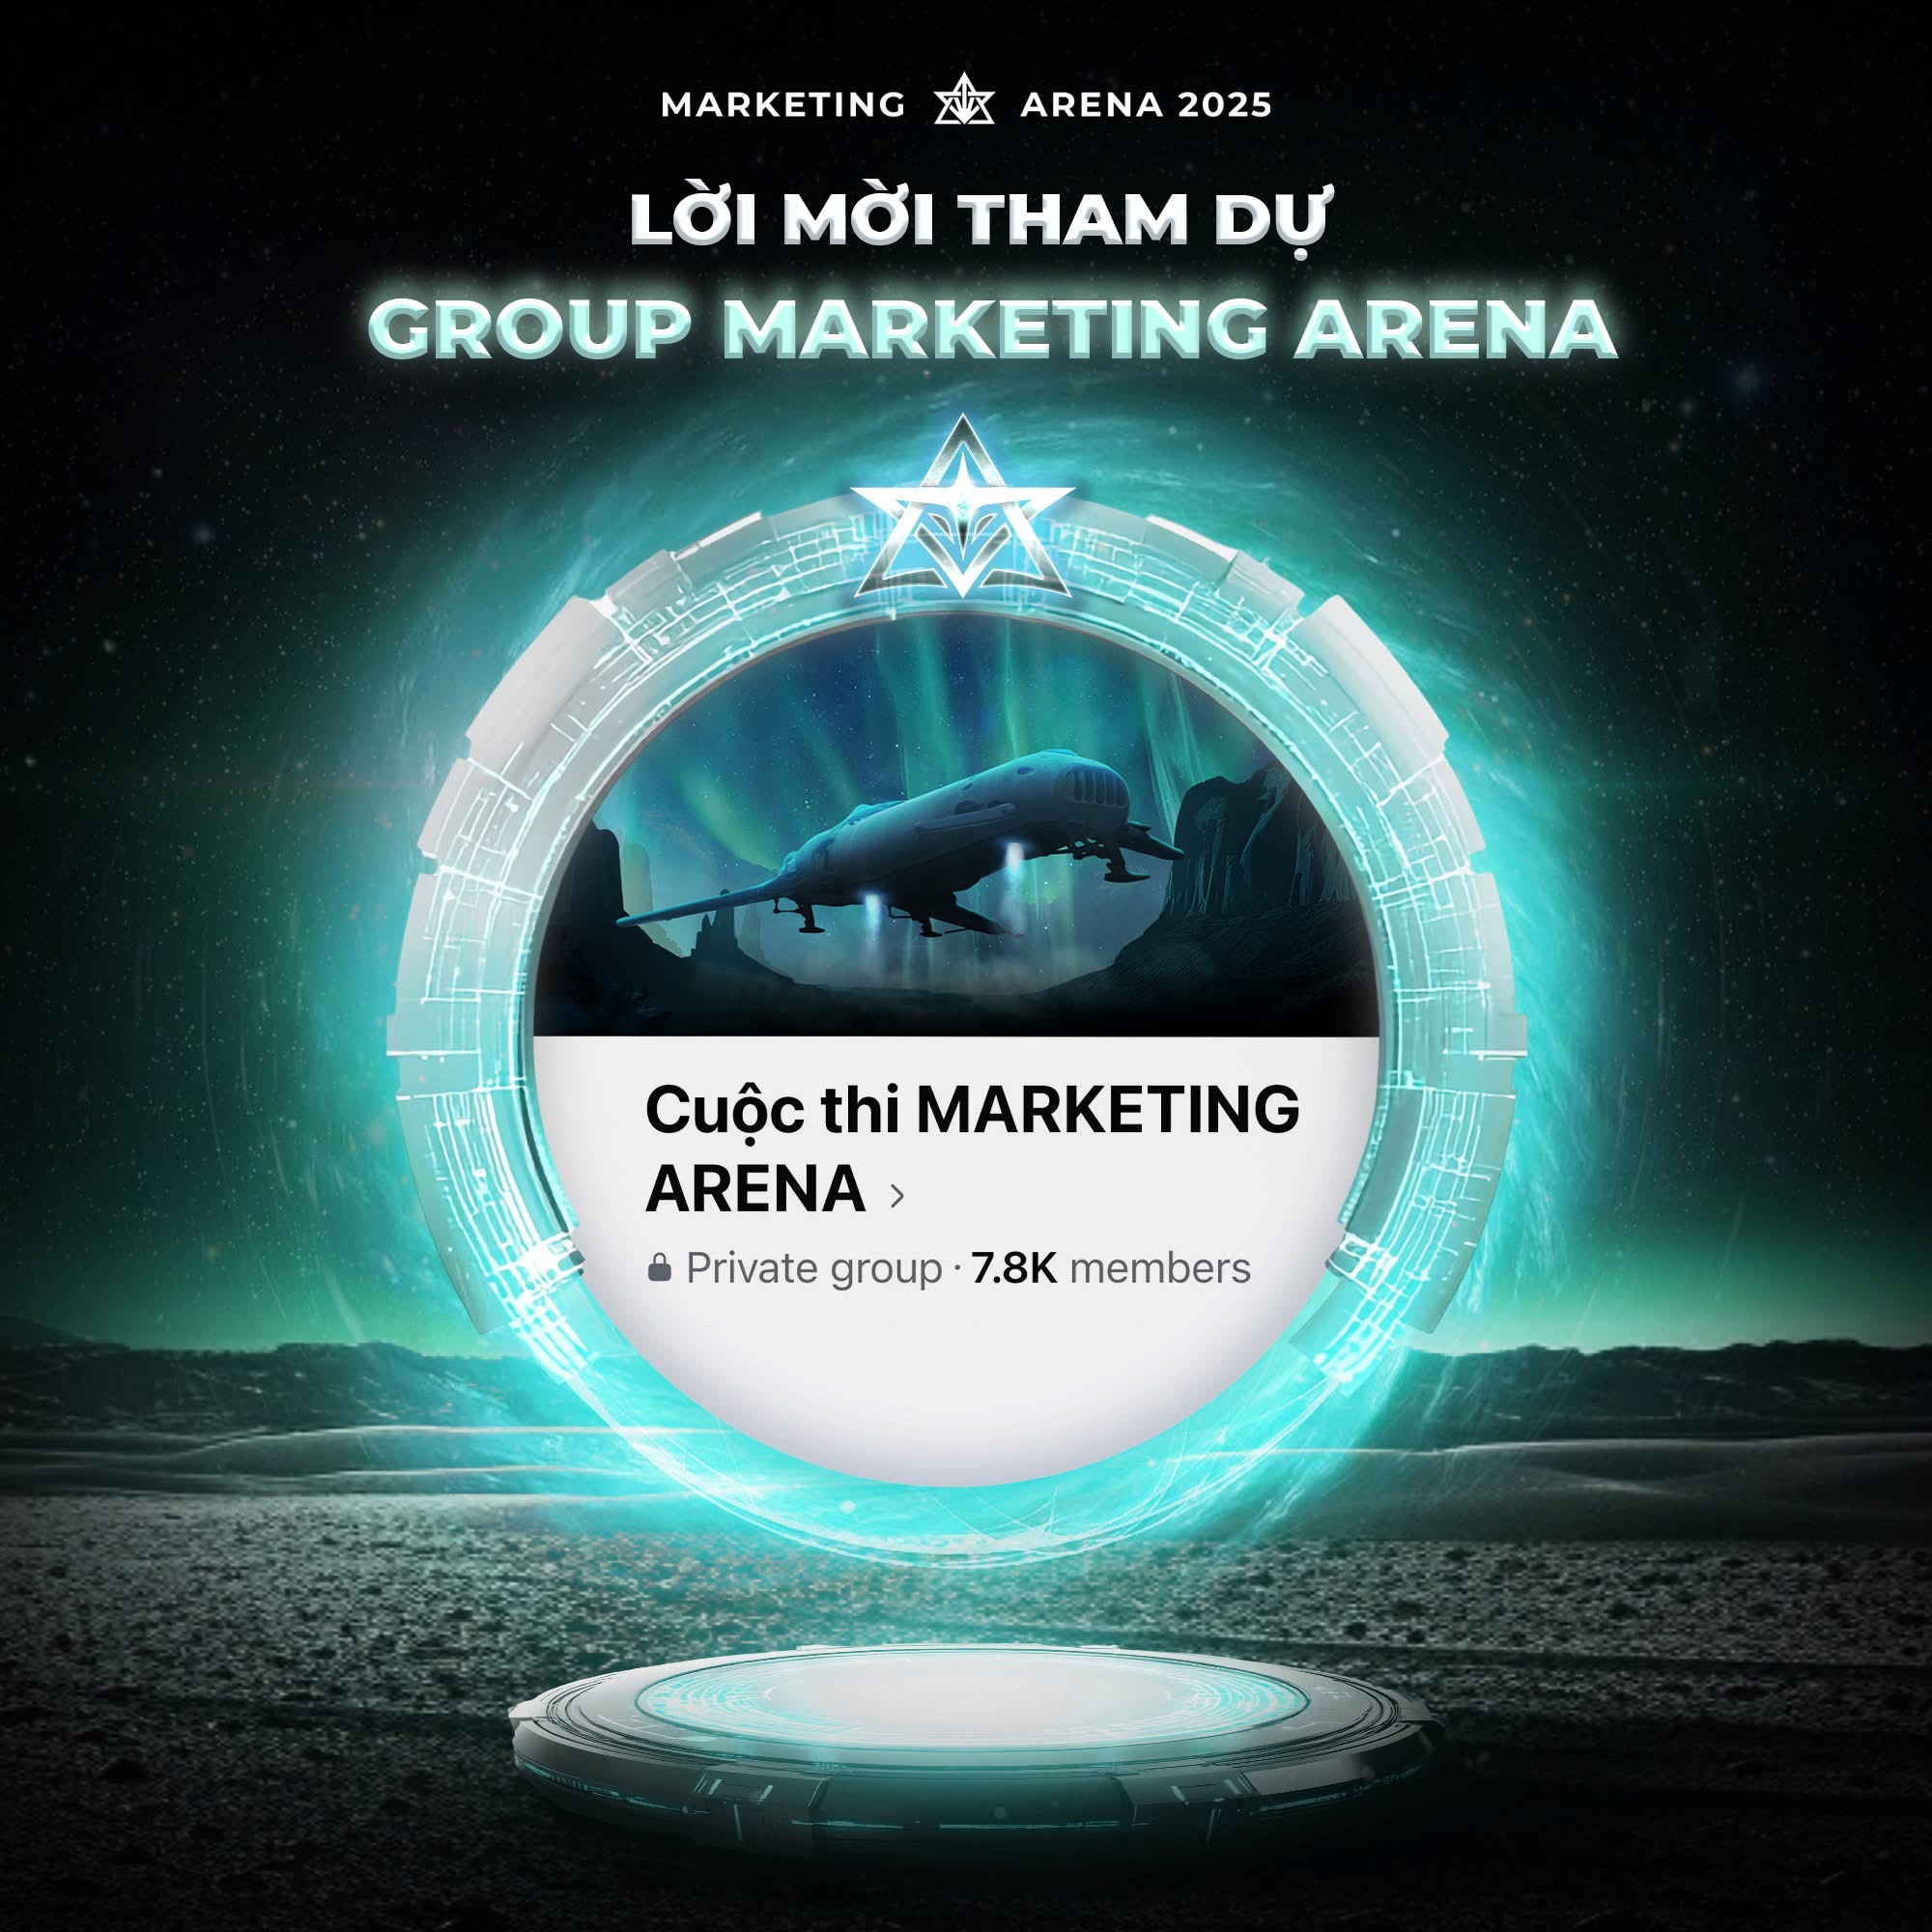 MARKETING ARENA 2025
LỜI MỜI THAM DỰ
GROUP MARKETING ARENA
Cuộc thi MARKETING
ARENA >
Private group · 7.8K members